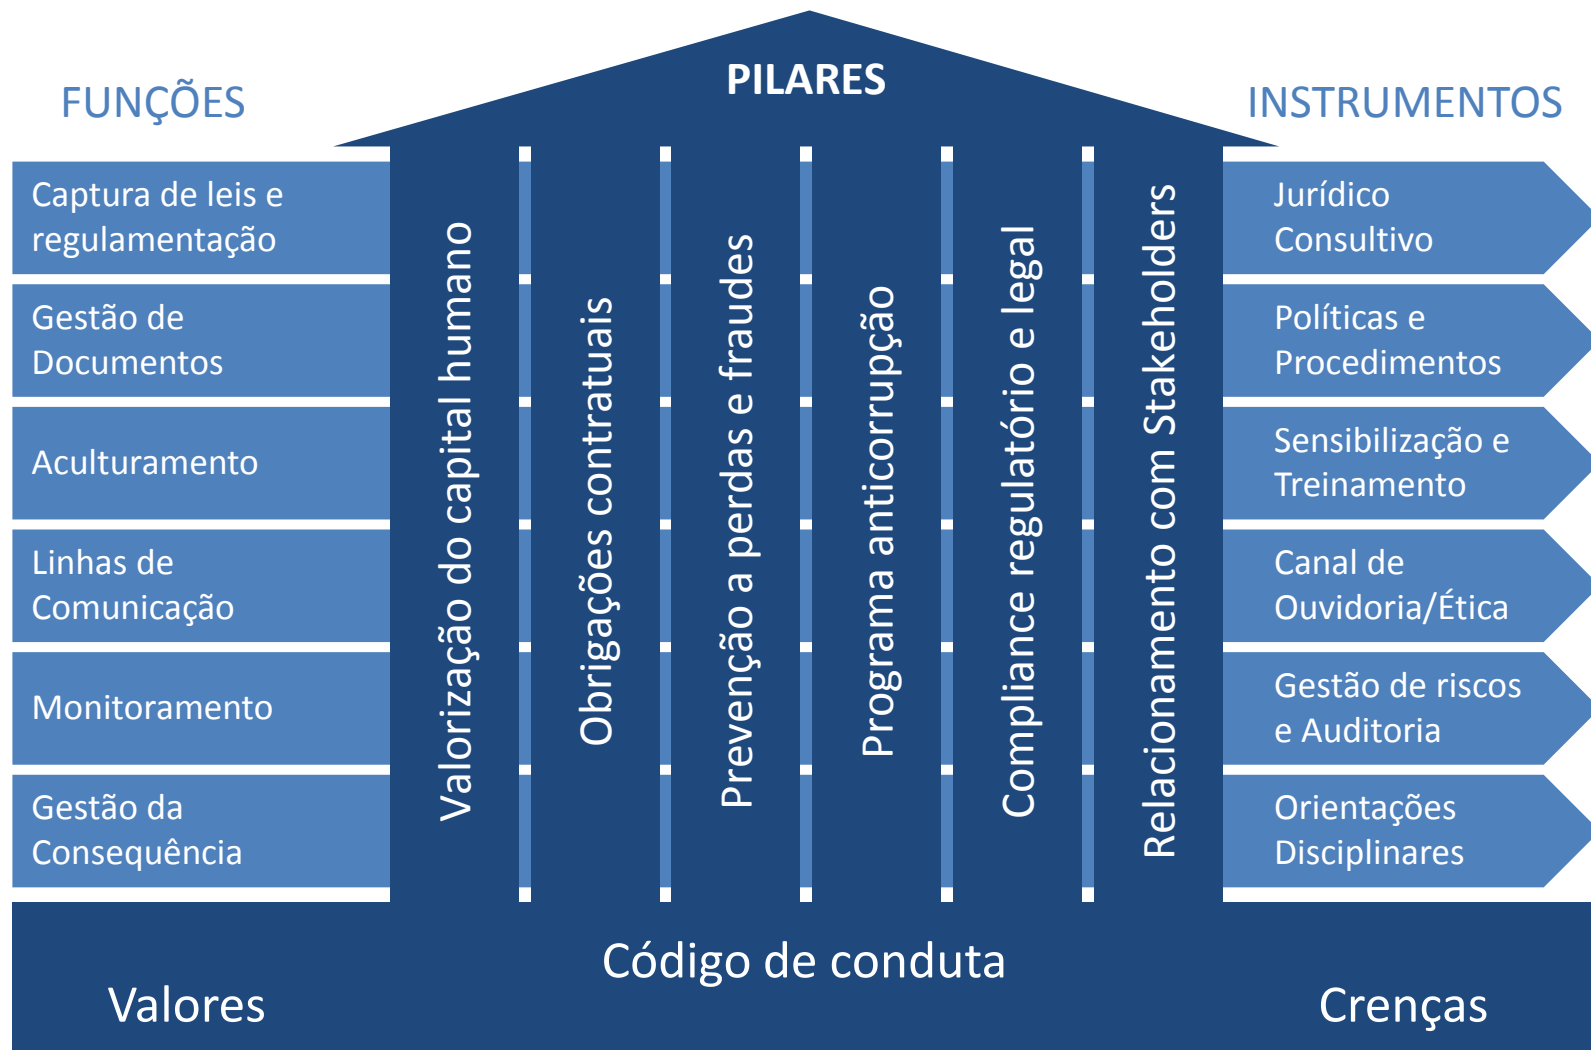 PILARES
FUNÇÕES
INSTRUMENTOS
Captura de leis e
regulamentação
Gestão de
Documentos
Aculturamento
Linhas de
Comunicação
Monitoramento
Gestão da
Consequência
Valorização do capital humano
Obrigações contratuais
Prevenção a perdas e fraudes
Programa anticorrupção
Compliance regulatório e legal
Relacionamento com Stakeholders
Jurídico
Consultivo
Políticas e
Procedimentos
Sensibilização e
Treinamento
Canal de
Ouvidoria/Ética
Gestão de riscos
e Auditoria
Orientações
Disciplinares
Código de conduta
Valores
Crenças